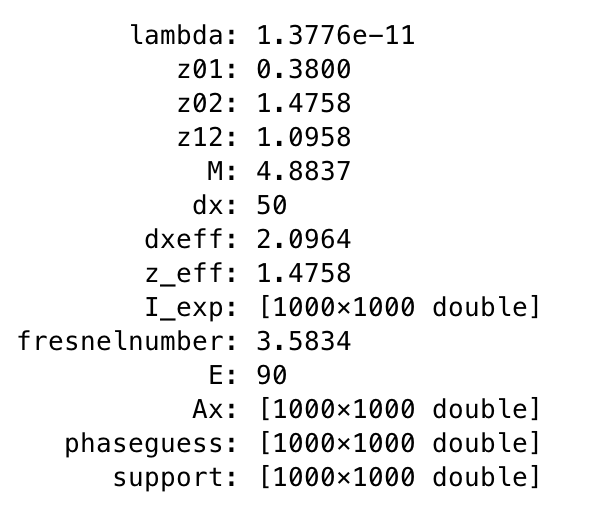 lambda: 1.3776e-11
z01: 0.3800
z02: 1.4758
z12: 1.0958
M: 4.8837
dx: 50
dxeff: 2.0964
z_eff: 1.4758
I_exp: [1000×1000 double]
fresnelnumber: 3.5834
E: 90
Ax: [1000×1000 double]
phaseguess: [1000×1000 double]
support: [1000×1000 double]